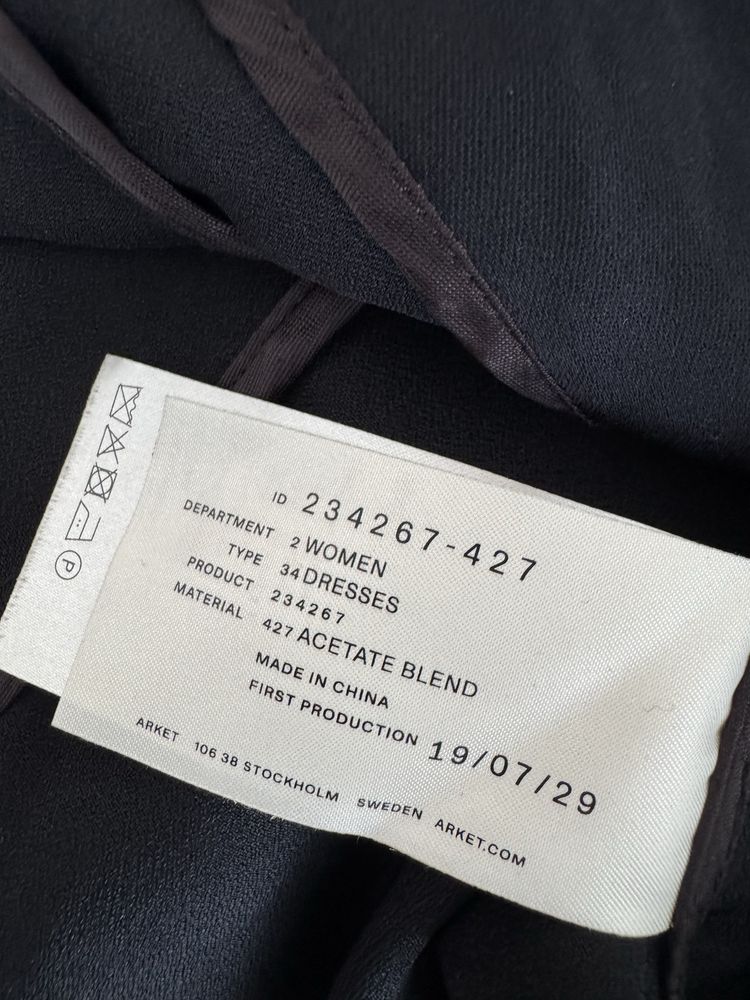 ID 234267-427
DEPARTMENT 2 WOMEN
TYPE 34 DRESSES
PRODUCT 234267
MATERIAL 427 ACETATE BLEND
MADE IN CHINA
FIRST PRODUCTION 19/07/29
ARKET 106 38 STOCKHOLM SWEDEN ARKET.COM
P